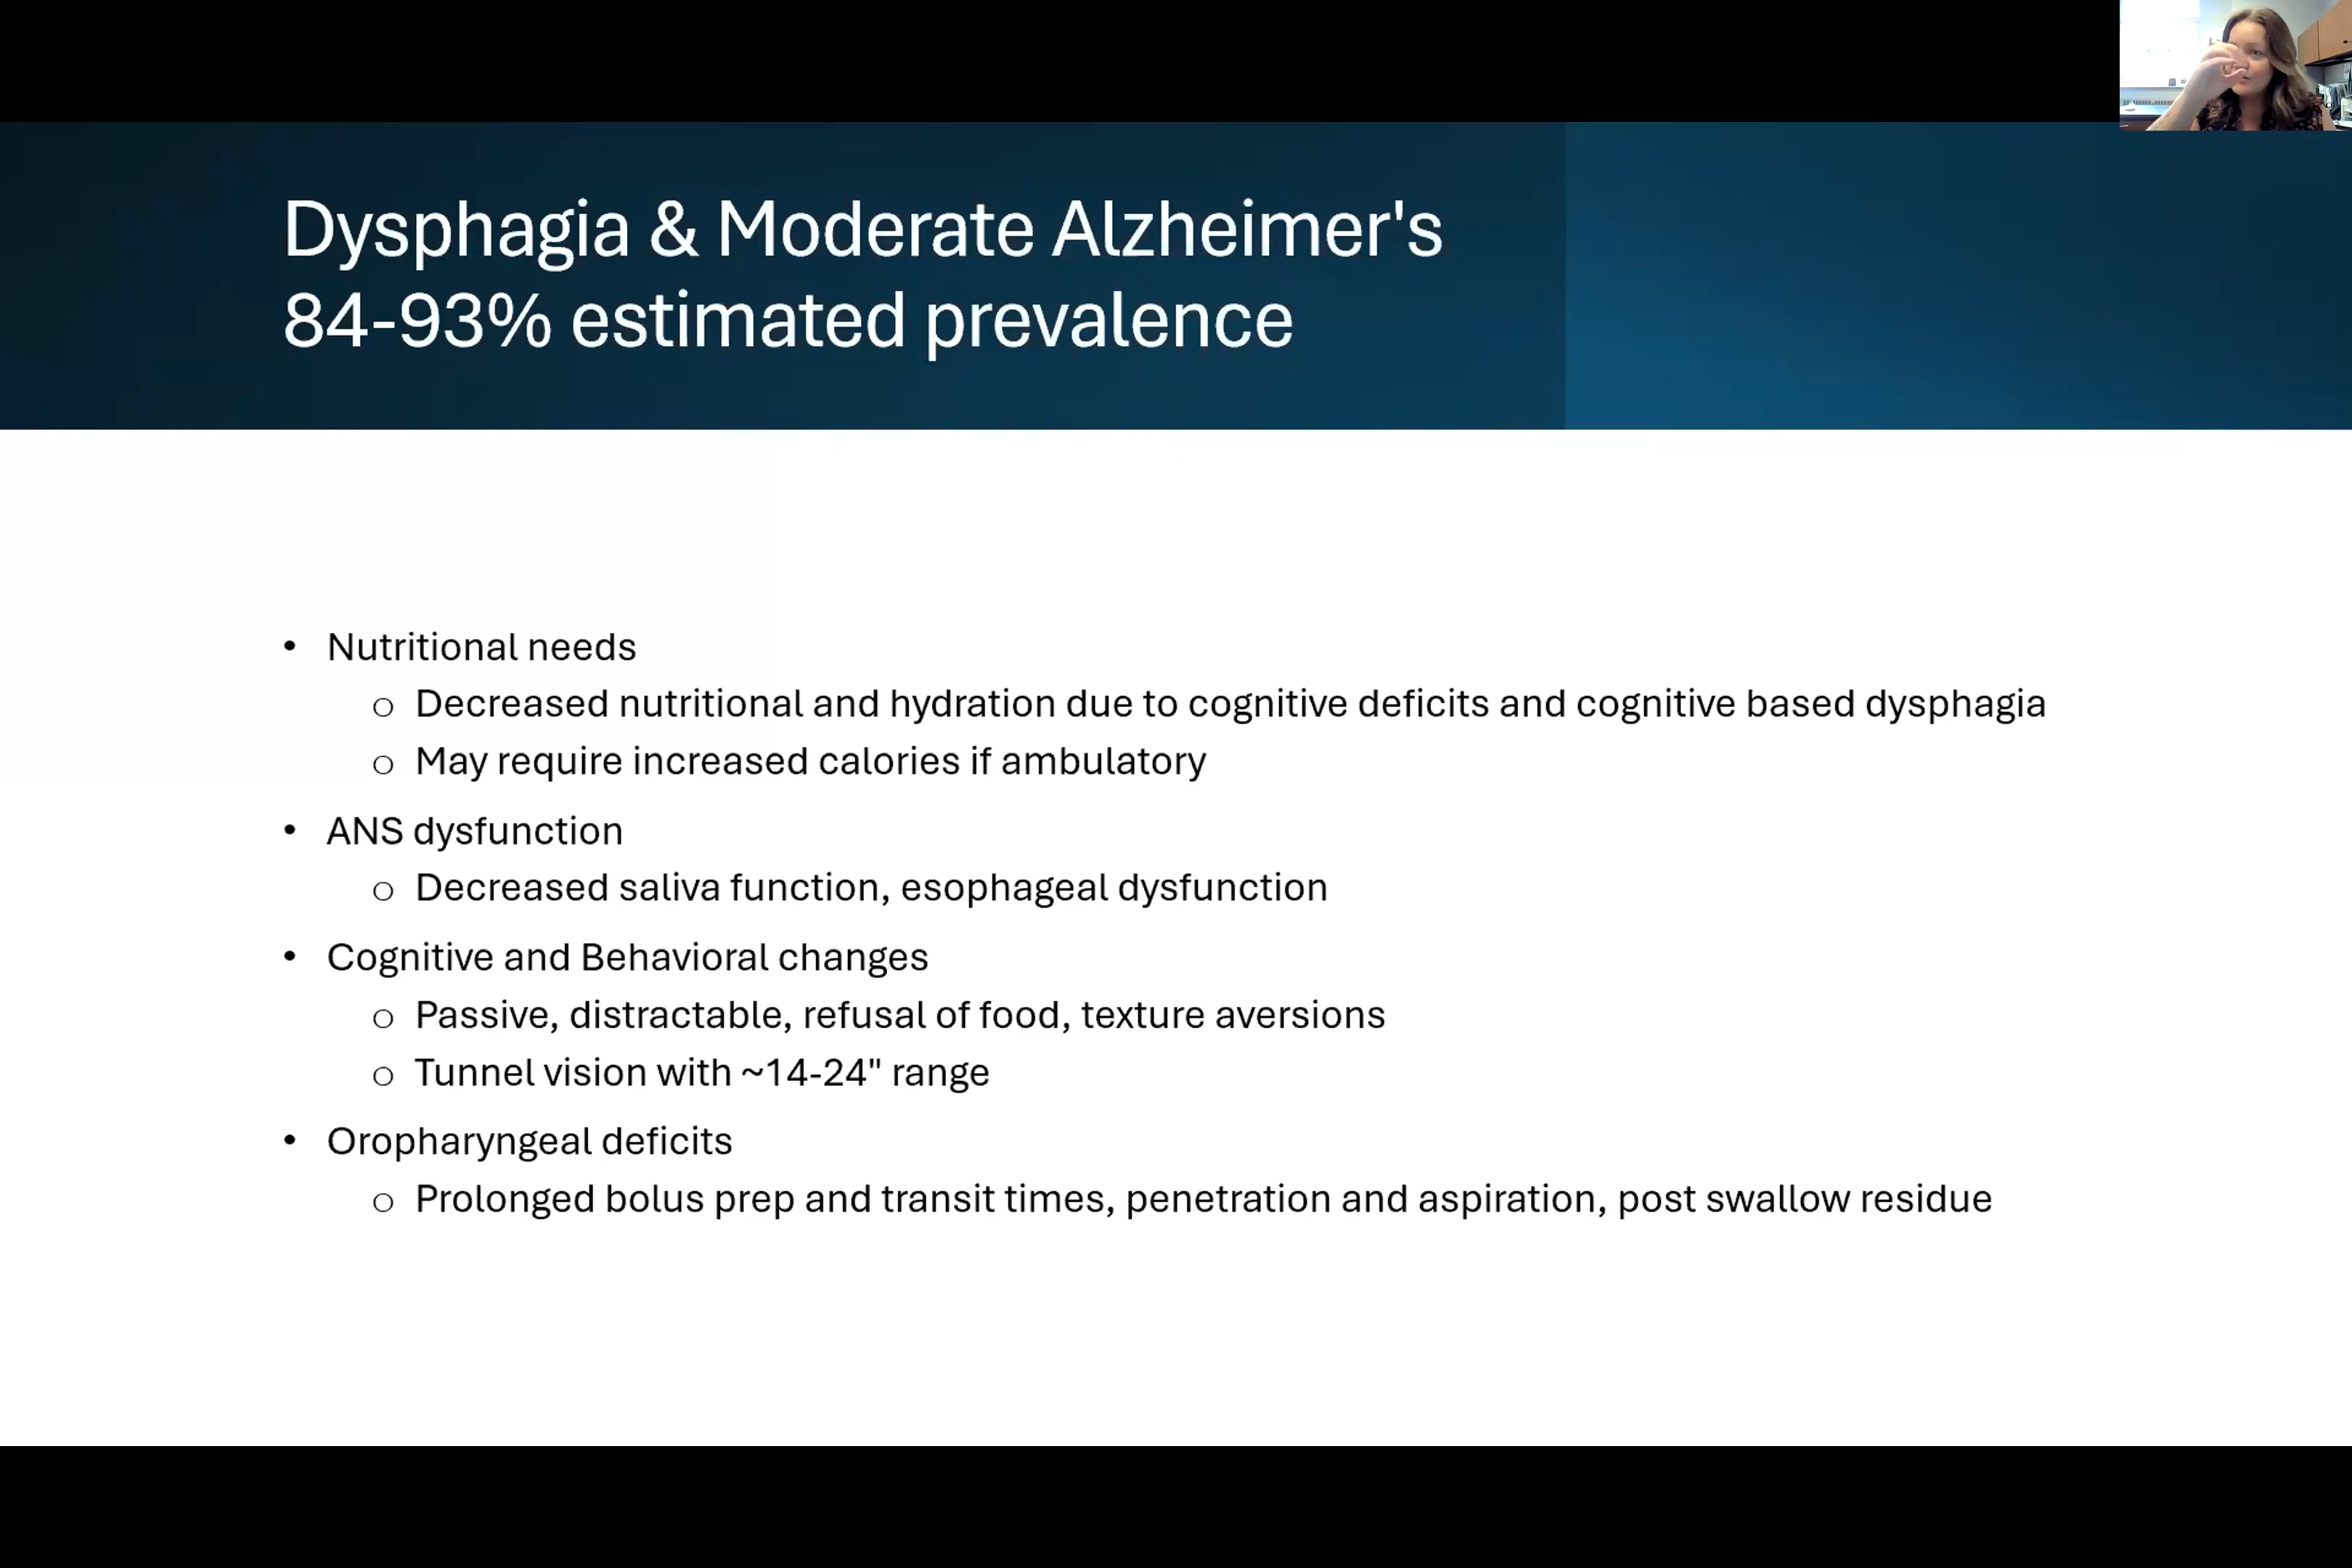 Dysphagia & Moderate Alzheimer's
84-93% estimated prevalence
• Nutritional needs
o Decreased nutritional and hydration due to cognitive deficits and cognitive based dysphagia
o May require increased calories if ambulatory
• ANS dysfunction
o Decreased saliva function, esophageal dysfunction
• Cognitive and Behavioral changes
o Passive, distractable, refusal of food, texture aversions
o Tunnel vision with ~14-24" range
• Oropharyngeal deficits
o Prolonged bolus prep and transit times, penetration and aspiration, post swallow residue